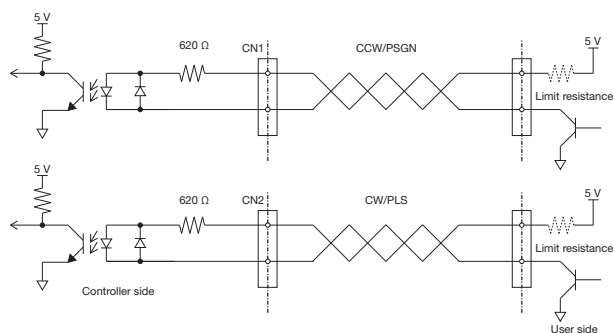 5 V
5 V
620 Ω
CN1
CCW/PSGN
Limit resistance
5 V
5 V
620 Ω
CN2
CW/PLS
Limit resistance
Controller side
User side